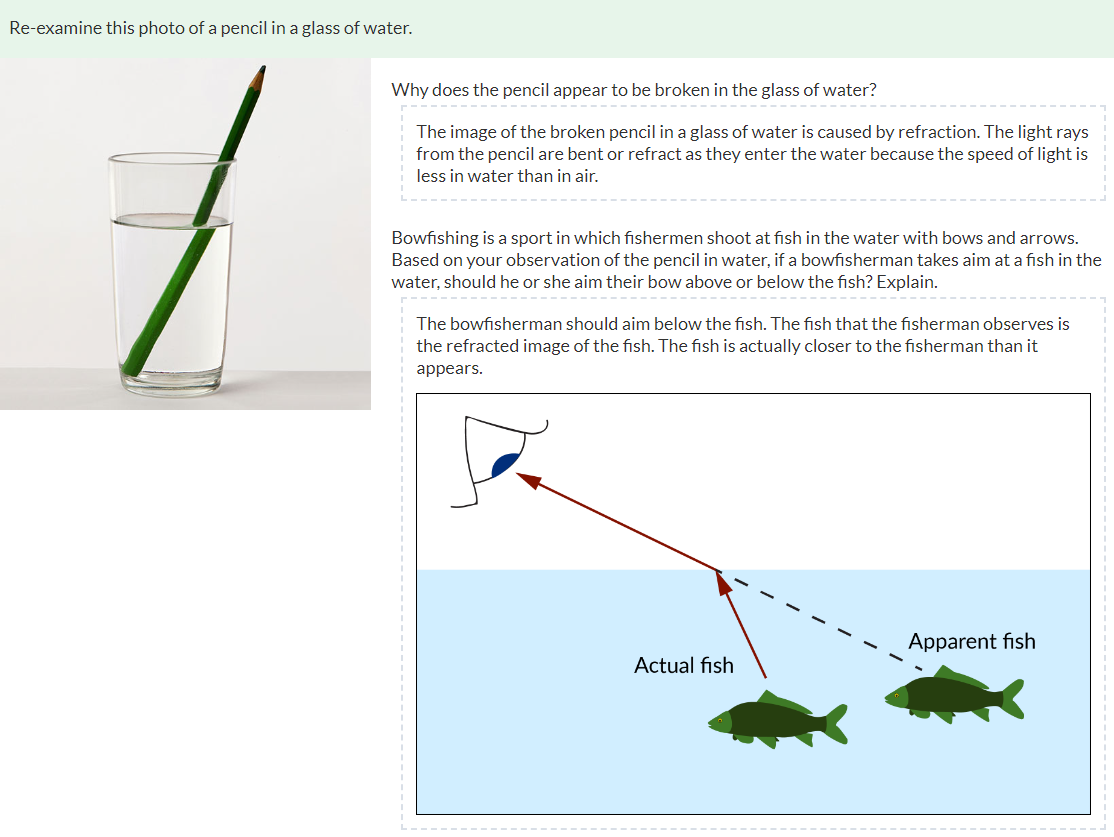 Re-examine this photo of a pencil in a glass of water.
Why does the pencil appear to be broken in the glass of water?
The image of the broken pencil in a glass of water is caused by refraction. The light rays
from the pencil are bent or refract as they enter the water because the speed of light is
less in water than in air.
Bowfishing is a sport in which fishermen shoot at fish in the water with bows and arrows.
Based on your observation of the pencil in water, if a bowfisherman takes aim at a fish in the
water, should he or she aim their bow above or below the fish? Explain.
The bowfisherman should aim below the fish. The fish that the fisherman observes is
the refracted image of the fish. The fish is actually closer to the fisherman than it
appears.
Apparent fish
Actual fish